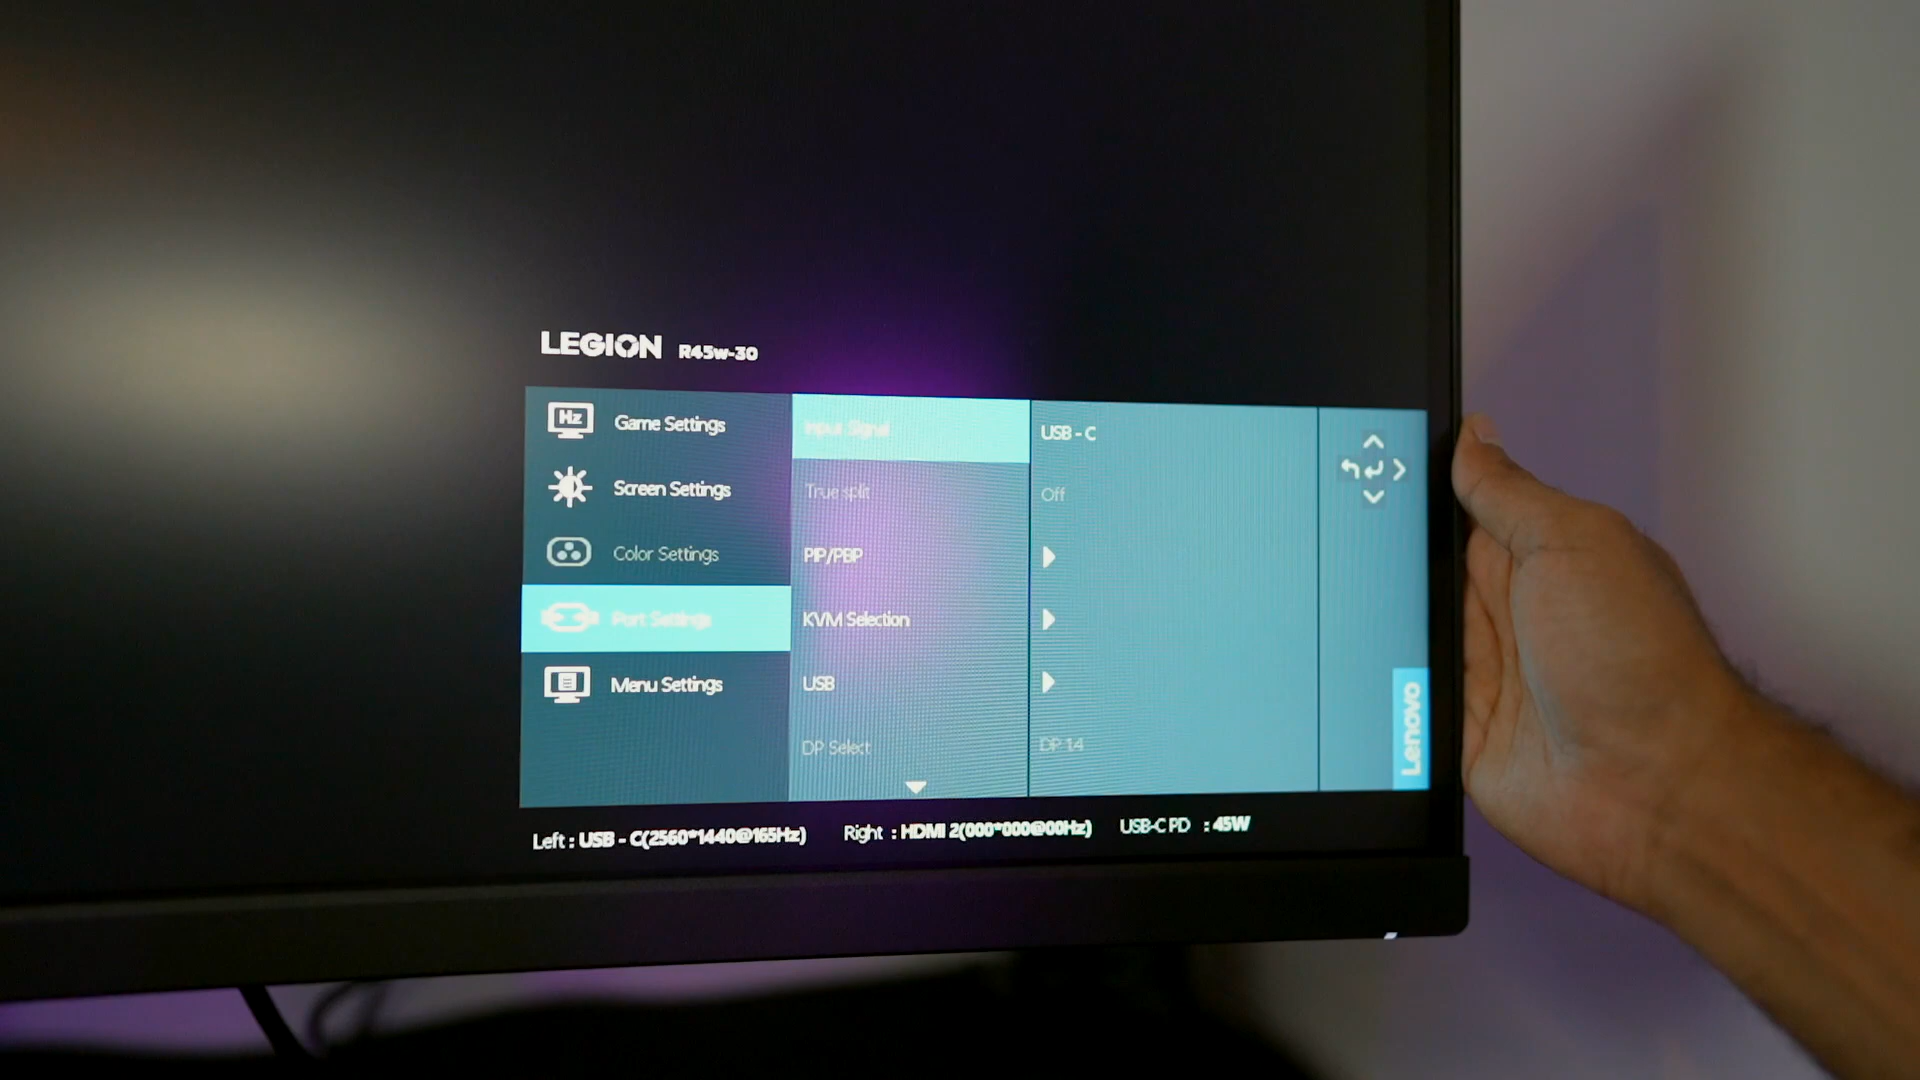 LEGION R45w-30
Hz Game Settings
Screen Settings
Color Settings
Port Settings
Menu Settings
Input Signal USB - C
True split Off
PIP/PBP
KVM Selection
USB
DP Select DP 1.4
Lenovo
Left : USB - C(2560*1440@165Hz) Right : HDMI 2(000*000@00Hz) USB-C PD : 45W